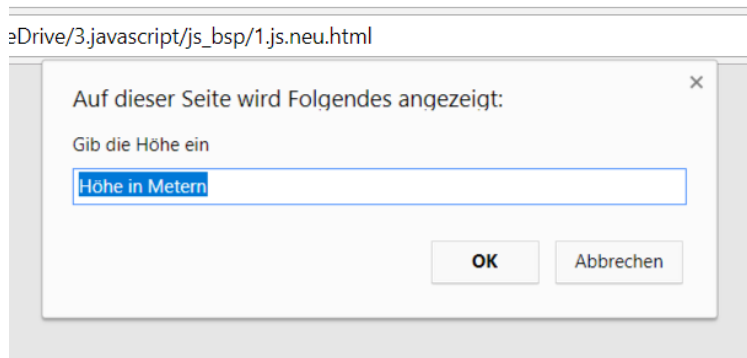 eDrive/3.javascript/js_bsp/1.js.neu.html
Auf dieser Seite wird Folgendes angezeigt:
Gib die Höhe ein
Höhe in Metern
OK Abbrechen